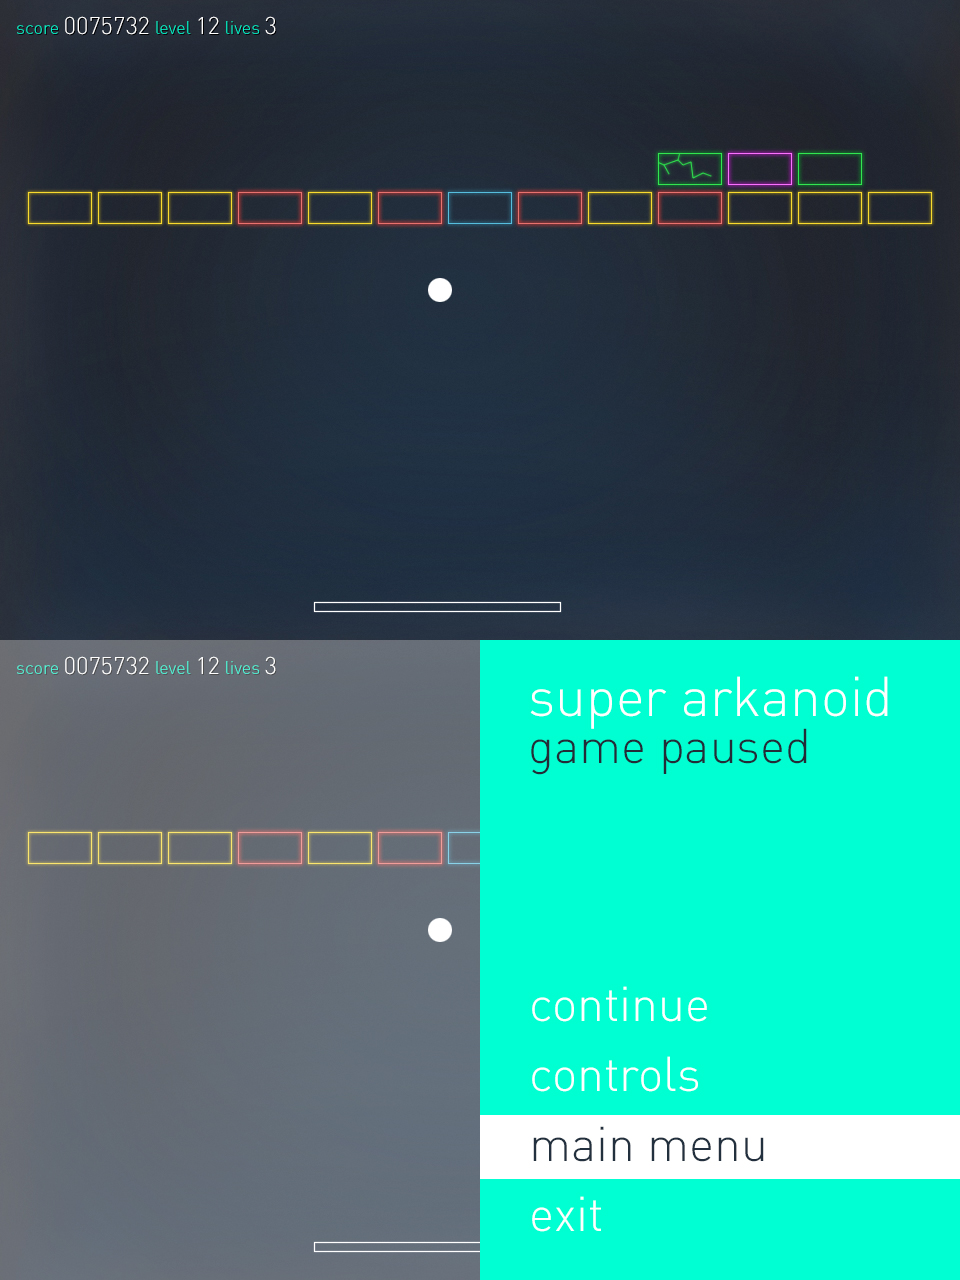 score 0075732 level 12 lives 3
score 0075732 level 12 lives 3
super arkanoid
game paused
continue
controls
main menu
exit